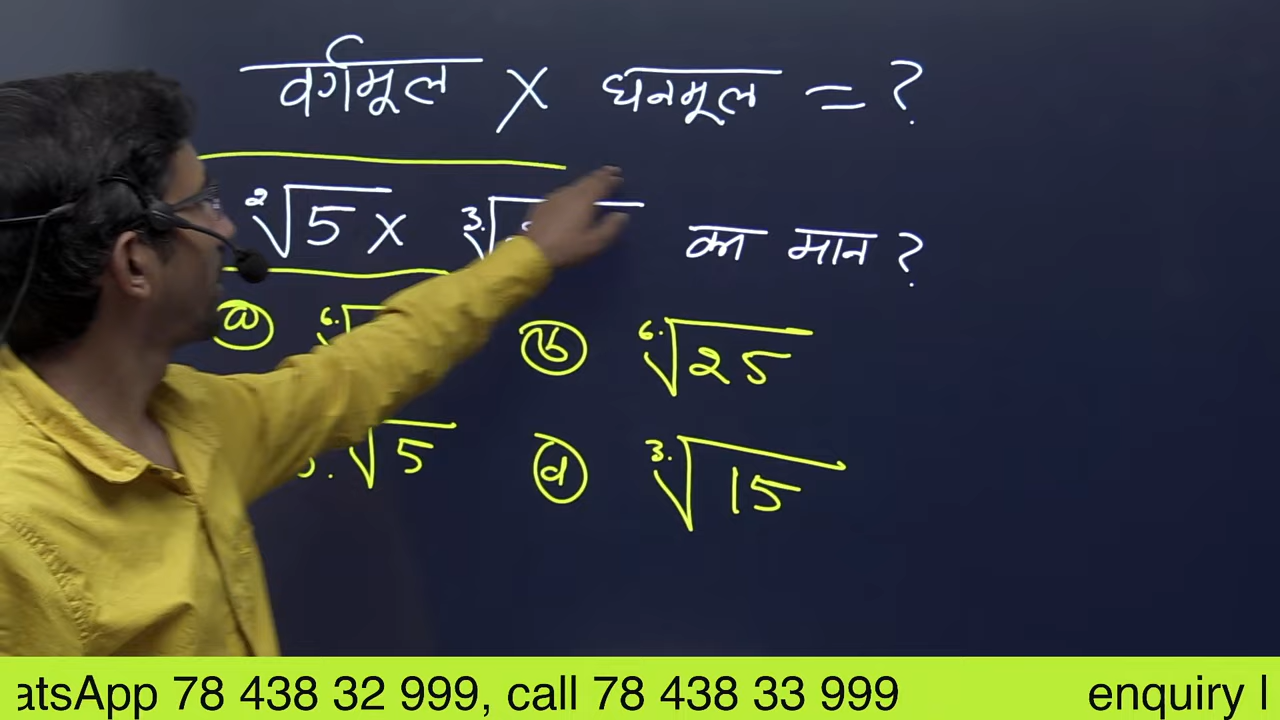 वर्गमूल × घनमूल = ?
²√5 × ³√ का मान ?
अ ⁶√ ब ⁶√25
√5 द ³√15
atsApp 78 438 32 999, call 78 438 33 999 enquiry l